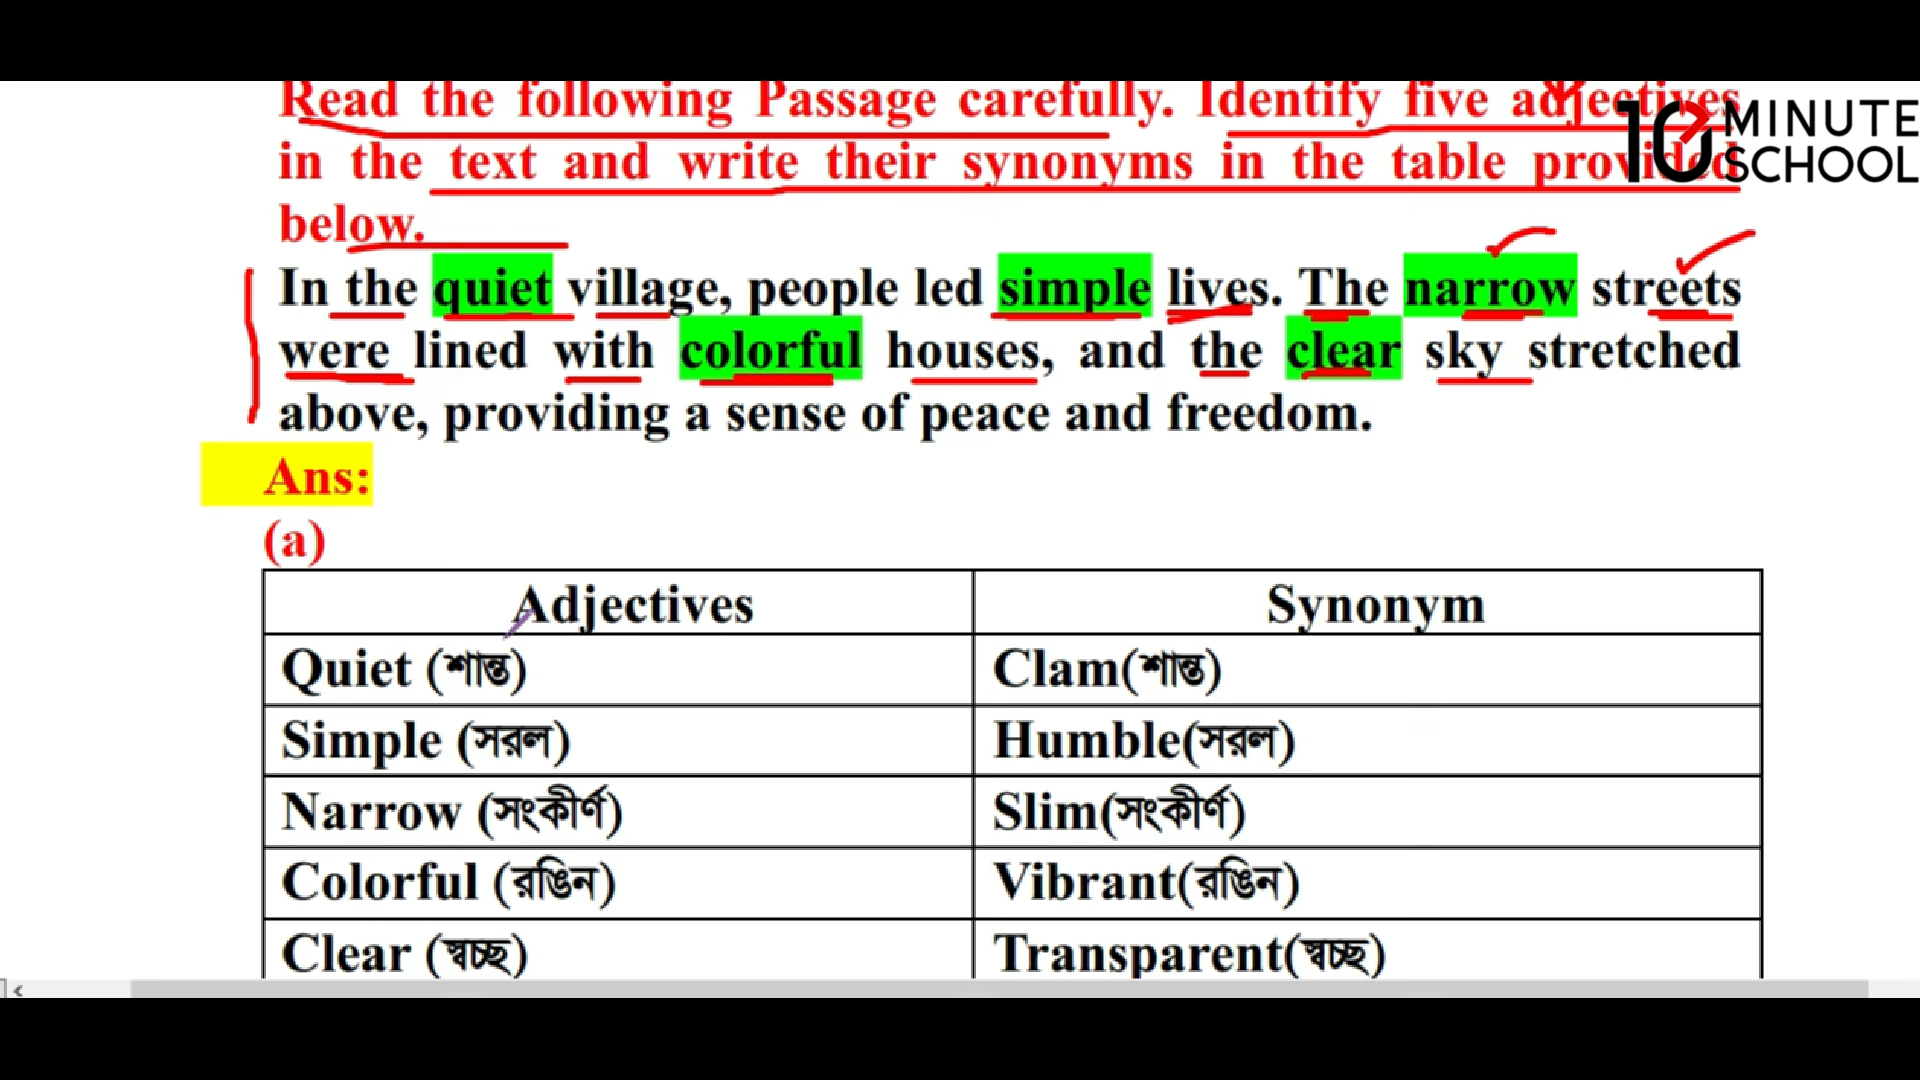 Read the following Passage carefully. Identify five adjectives
in the text and write their synonyms in the table provided
below.
10 MINUTE
SCHOOL
In the quiet village, people led simple lives. The narrow streets
were lined with colorful houses, and the clear sky stretched
above, providing a sense of peace and freedom.
Ans:
(a)
Adjectives Synonym
Quiet (শান্ত) Clam(শান্ত)
Simple (সরল) Humble(সরল)
Narrow (সংকীর্ণ) Slim(সংকীর্ণ)
Colorful (রঙিন) Vibrant(রঙিন)
Clear (স্বচ্ছ) Transparent(স্বচ্ছ)